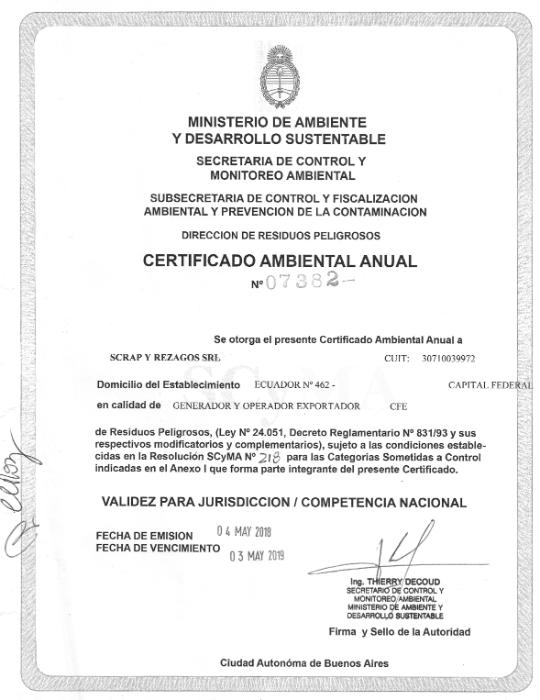 MINISTERIO DE AMBIENTE
Y DESARROLLO SUSTENTABLE
SECRETARIA DE CONTROL Y
MONITOREO AMBIENTAL
SUBSECRETARIA DE CONTROL Y FISCALIZACION
AMBIENTAL Y PREVENCION DE LA CONTAMINACION
DIRECCION DE RESIDUOS PELIGROSOS
CERTIFICADO AMBIENTAL ANUAL
Nº 07382-
Se otorga el presente Certificado Ambiental Anual a
SCRAP Y REZAGOS SRL CUIT: 30710039972
SCyMA
Domicilio del Establecimiento ECUADOR Nº 462 - CAPITAL FEDERAL
en calidad de GENERADOR Y OPERADOR EXPORTADOR CFE
de Residuos Peligrosos, (Ley Nº 24.051, Decreto Reglamentario Nº 831/93 y sus
respectivos modificatorios y complementarios), sujeto a las condiciones estable-
cidas en la Resolución SCyMA Nº 218 para las Categorías Sometidas a Control
indicadas en el Anexo I que forma parte integrante del presente Certificado.
VALIDEZ PARA JURISDICCION / COMPETENCIA NACIONAL
FECHA DE EMISION 04 MAY 2018
FECHA DE VENCIMIENTO 03 MAY 2019
Ing. THIERRY DECOUD
SECRETARIO DE CONTROL Y
MONITOREO AMBIENTAL
MINISTERIO DE AMBIENTE Y
DESARROLLO SUSTENTABLE
Firma y Sello de la Autoridad
Ciudad Autonóma de Buenos Aires